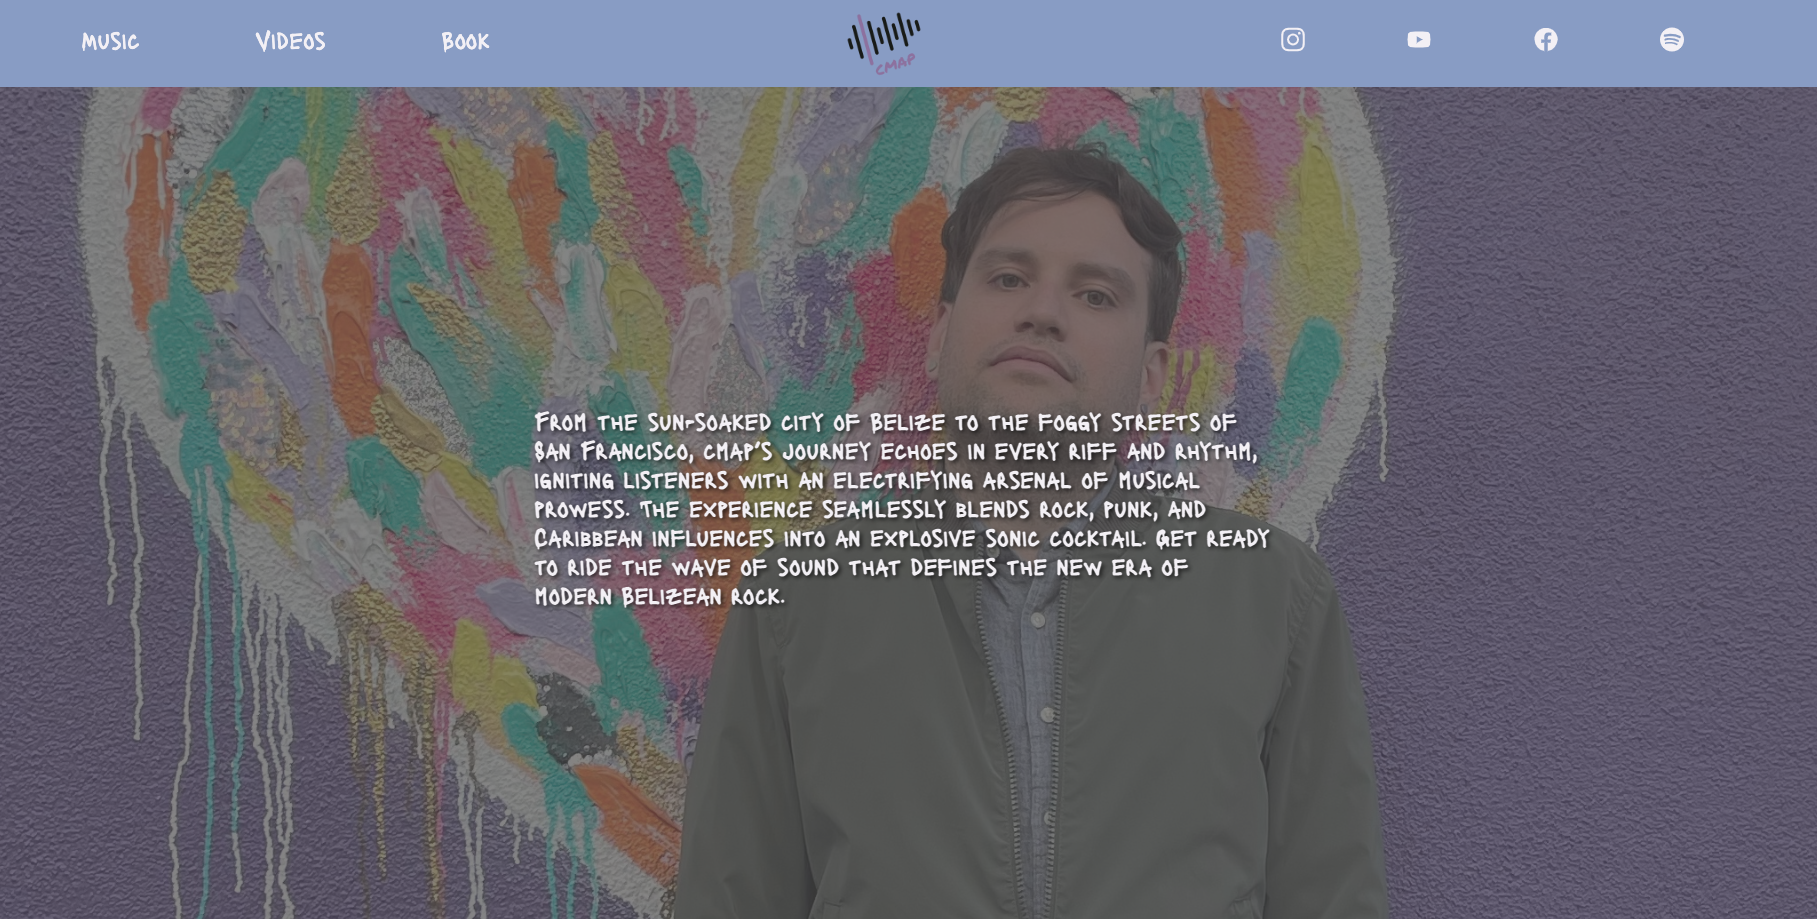 Music
Videos
Book
CMAP
From the sun-soaked city of Belize to the foggy streets of
San Francisco, CMAP's journey echoes in every riff and rhythm,
igniting listeners with an electrifying arsenal of musical
prowess. The experience seamlessly blends rock, punk, and
Caribbean influences into an explosive sonic cocktail. Get ready
to ride the wave of sound that defines the new era of
modern Belizean rock.